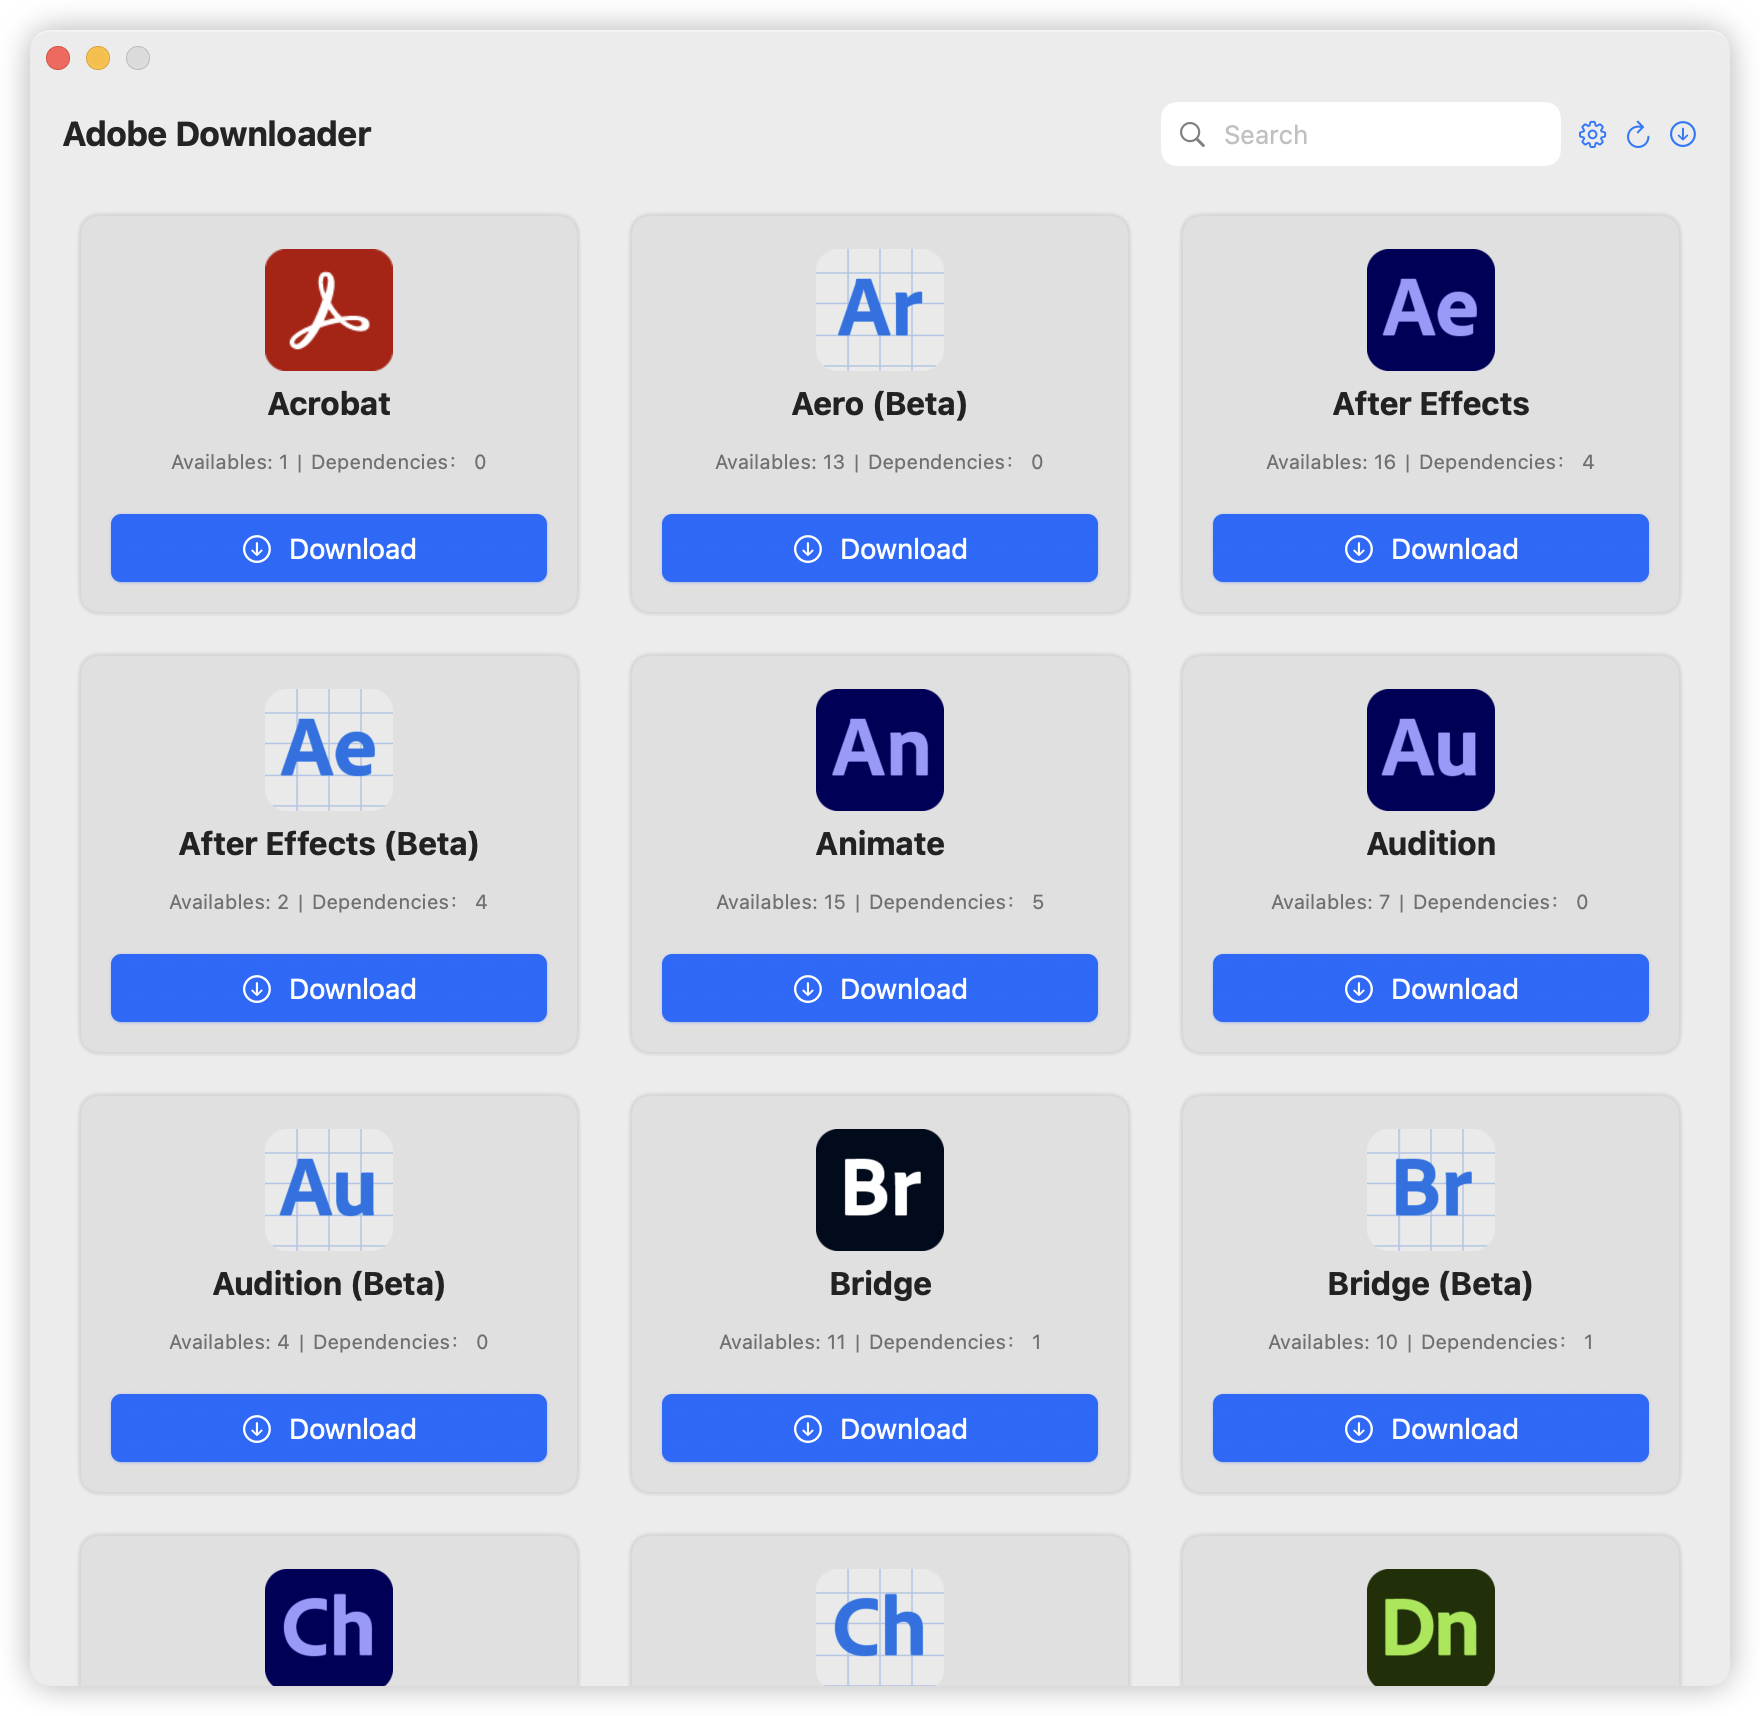 Adobe Downloader
Search
Ar
Ae
Acrobat
Aero (Beta)
After Effects
Availables: 1 | Dependencies: 0
Availables: 13 | Dependencies: 0
Availables: 16 | Dependencies: 4
Download
Download
Download
Ae
An
Au
After Effects (Beta)
Animate
Audition
Availables: 2 | Dependencies: 4
Availables: 15 | Dependencies: 5
Availables: 7 | Dependencies: 0
Download
Download
Download
Au
Br
Br
Audition (Beta)
Bridge
Bridge (Beta)
Availables: 4 | Dependencies: 0
Availables: 11 | Dependencies: 1
Availables: 10 | Dependencies: 1
Download
Download
Download
Ch
Ch
Dn